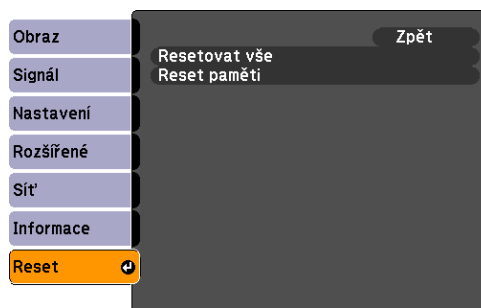 Obraz
Signál
Nastavení
Rozšířené
Síť
Informace
Reset
Zpět
Resetovat vše
Reset paměti